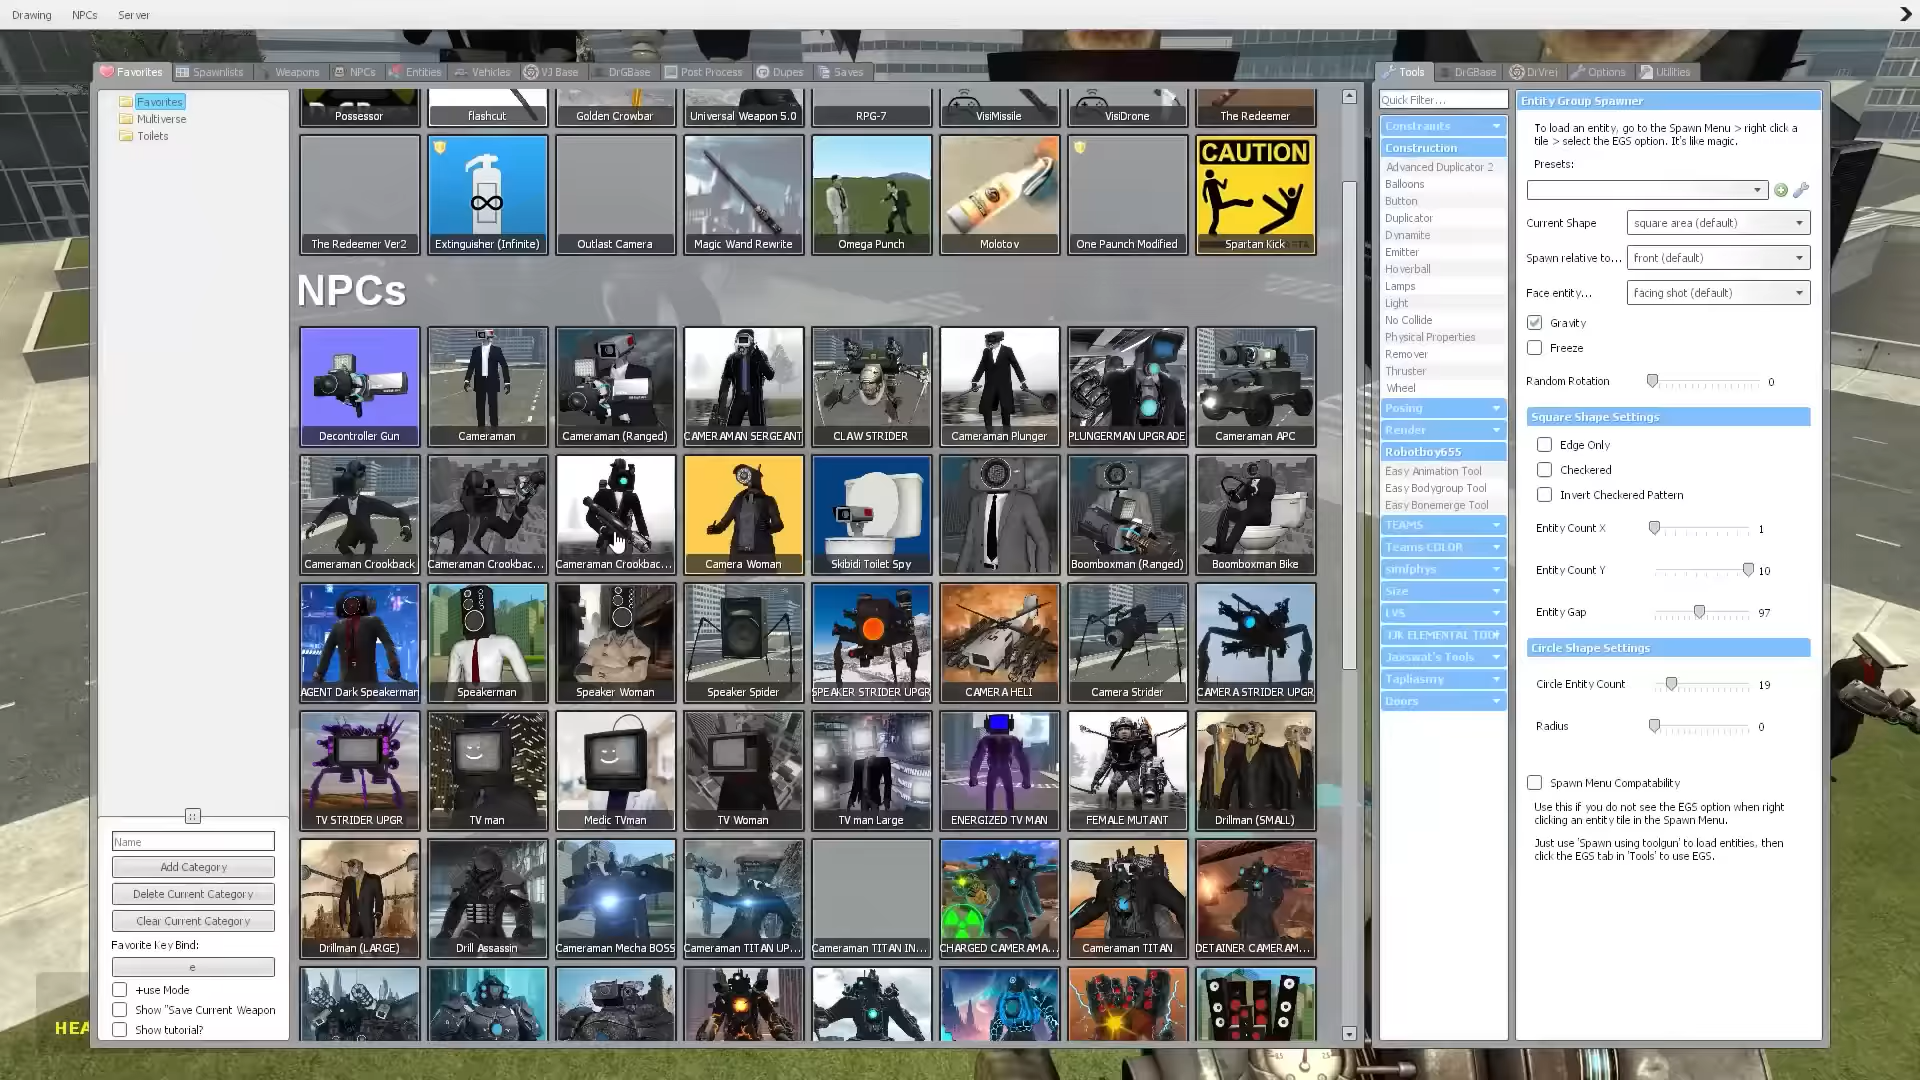 Drawing NPCs Server
Favorites Spawnlists Weapons NPCs Entities Vehicles VJ Base DrGBase Post Process Dupes Saves
Tools DrGBase DrVrej Options Utilities
Favorites
Multiverse
Toilets
Possessor flashcut Golden Crowbar Universal Weapon 5.0 RPG-7 VisiMissile VisiDrone The Redeemer
CAUTION
The Redeemer Ver2 Extinguisher (Infinite) Outlast Camera Magic Wand Rewrite Omega Punch Molotov One Paunch Modified Spartan Kick
NPCs
Decontroller Gun Cameraman Cameraman (Ranged) CAMERAMAN SERGEANT CLAW STRIDER Cameraman Plunger PLUNGERMAN UPGRADE Cameraman APC
Cameraman Crookback Cameraman Crookbac... Cameraman Crookbac... Camera Woman Skibidi Toilet Spy Boomboxman (Ranged) Boomboxman Bike
AGENT Dark Speakerman Speakerman Speaker Woman Speaker Spider SPEAKER STRIDER UPGR CAMERA HELI Camera Strider CAMERA STRIDER UPGR
TV STRIDER UPGR TV man Medic TVman TV Woman TV man Large ENERGIZED TV MAN FEMALE MUTANT Drillman (SMALL)
Drillman (LARGE) Drill Assassin Cameraman Mecha BOSS Cameraman TITAN UP... Cameraman TITAN IN... CHARGED CAMERAMA... Cameraman TITAN DETAINER CAMERAM...
Name
Add Category
Delete Current Category
Clear Current Category
Favorite Key Bind:
e
+use Mode
Show "Save Current Weapon
Show tutorial?
HEA
Quick Filter...
Constraints
Construction
Advanced Duplicator 2
Balloons
Button
Duplicator
Dynamite
Emitter
Hoverball
Lamps
Light
No Collide
Physical Properties
Remover
Thruster
Wheel
Posing
Render
Robotboy655
Easy Animation Tool
Easy Bodygroup Tool
Easy Bonemerge Tool
TEAMS
Teams COLOR
simfphys
Size
LVS
TJK ELEMENTAL TOO
Jaxswat's Tools
Tapliasmy
Doors
Entity Group Spawner
To load an entity, go to the Spawn Menu > right click a
tile > select the EGS option. It's like magic.
Presets:
Current Shape square area (default)
Spawn relative to... front (default)
Face entity... facing shot (default)
Gravity
Freeze
Random Rotation 0
Square Shape Settings
Edge Only
Checkered
Invert Checkered Pattern
Entity Count X 1
Entity Count Y 10
Entity Gap 97
Circle Shape Settings
Circle Entity Count 19
Radius 0
Spawn Menu Compatability
Use this if you do not see the EGS option when right
clicking an entity tile in the Spawn Menu.
Just use 'Spawn using toolgun' to load entities, then
click the EGS tab in 'Tools' to use EGS.